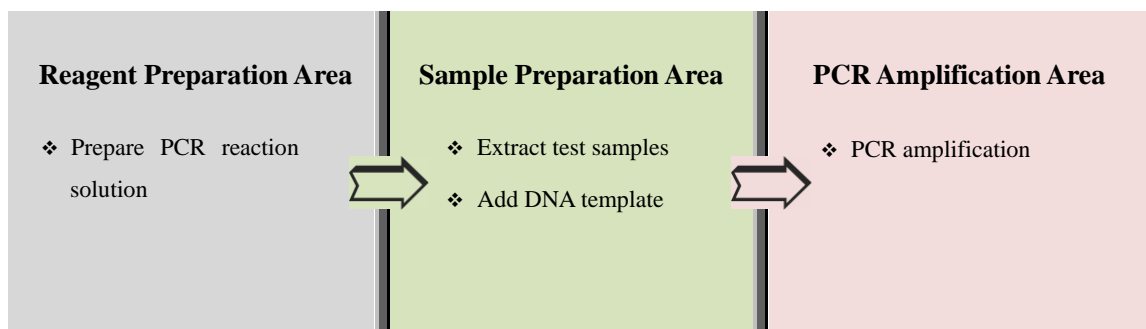 Reagent Preparation Area
❖ Prepare PCR reaction
solution
Sample Preparation Area
❖ Extract test samples
❖ Add DNA template
PCR Amplification Area
❖ PCR amplification